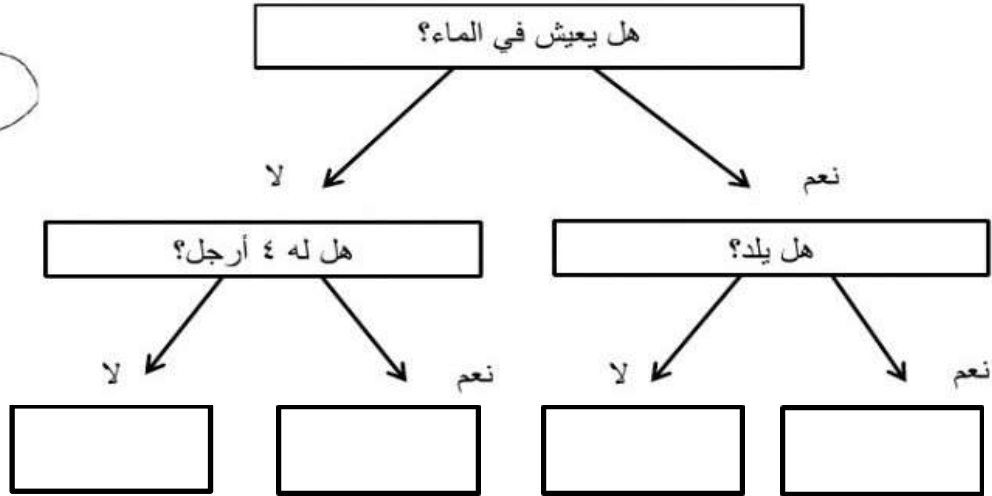 هل يعيش في الماء؟
نعم
لا
هل يلد؟
هل له ٤ أرجل؟
نعم
لا
نعم
لا